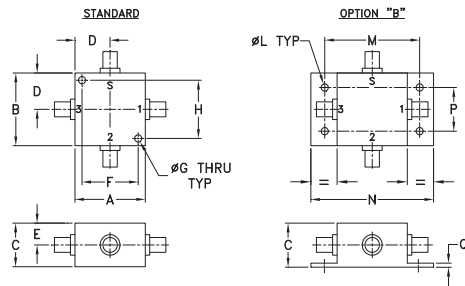 STANDARD
D
D
B
S
3
1
2
H
ØG THRU
TYP
F
A
E
C
OPTION "B"
ØL TYP
M
S
3
1
2
P
=
=
N
C
Q